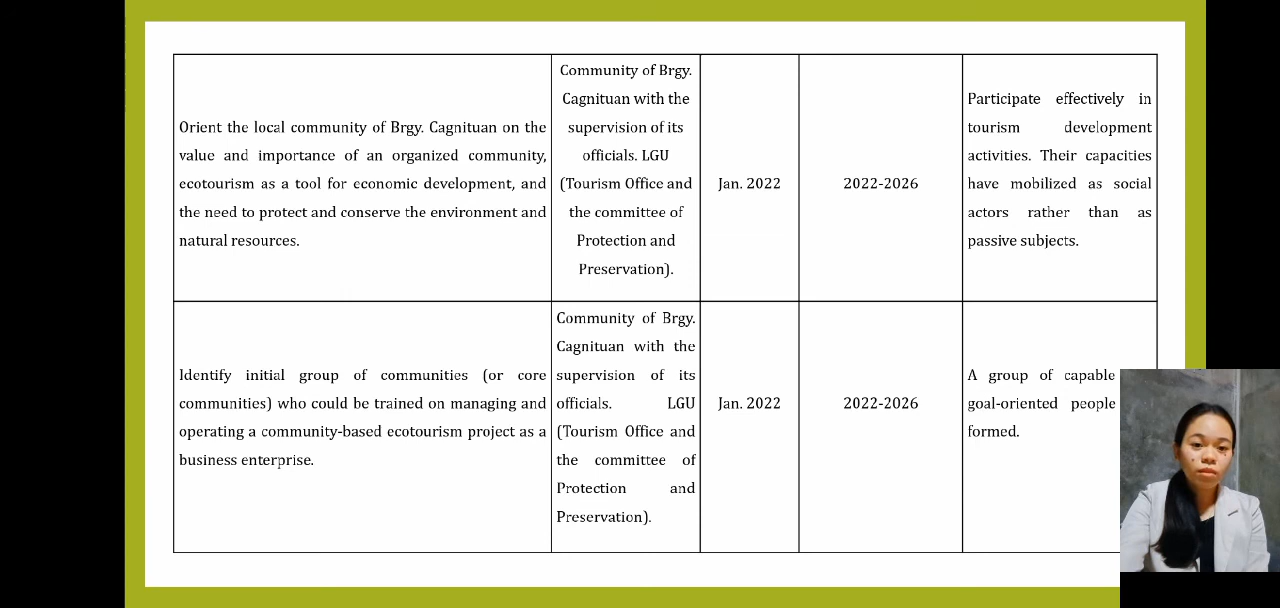 Orient the local community of Brgy. Cagnituan on the
value and importance of an organized community,
ecotourism as a tool for economic development, and
the need to protect and conserve the environment and
natural resources.
Community of Brgy.
Cagnituan with the
supervision of its
officials. LGU
(Tourism Office and
the committee of
Protection and
Preservation).
Jan. 2022
2022-2026
Participate effectively in
tourism development
activities. Their capacities
have mobilized as social
actors rather than as
passive subjects.
Identify initial group of communities (or core
communities) who could be trained on managing and
operating a community-based ecotourism project as a
business enterprise.
Community of Brgy.
Cagnituan with the
supervision of its
officials. LGU
(Tourism Office and
the committee of
Protection and
Preservation).
Jan. 2022
2022-2026
A group of capable
goal-oriented people
formed.